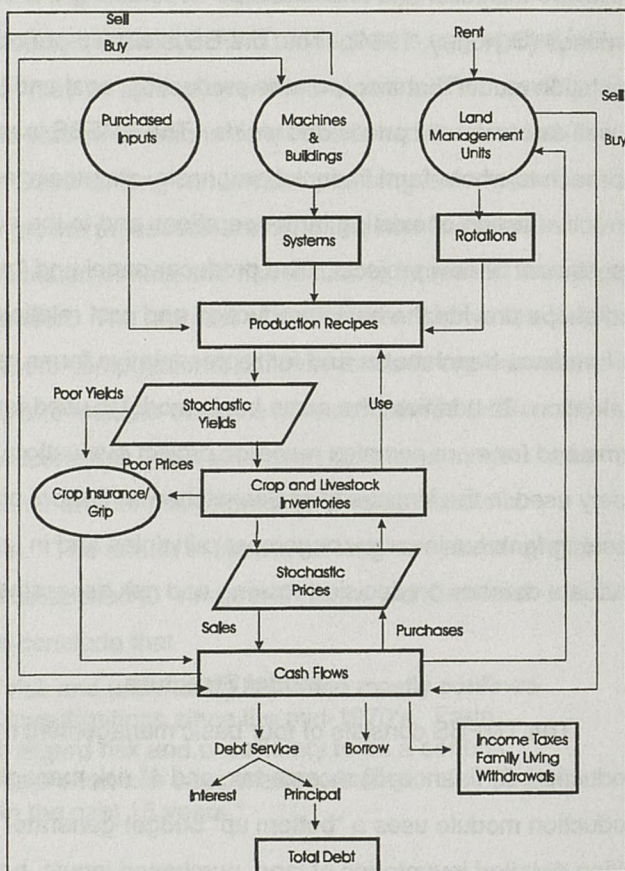 Sell
Buy
Rent
Sell
Buy
Purchased
Inputs
Machines
&
Buildings
Land
Management
Units
Systems
Rotations
Production Recipes
Poor Yields
Stochastic
Yields
Use
Poor Prices
Crop Insurance/
Grip
Crop and Livestock
Inventories
Stochastic
Prices
Sales
Purchases
Cash Flows
Debt Service
Borrow
Income Taxes
Family Living
Withdrawals
Interest
Principal
Total Debt